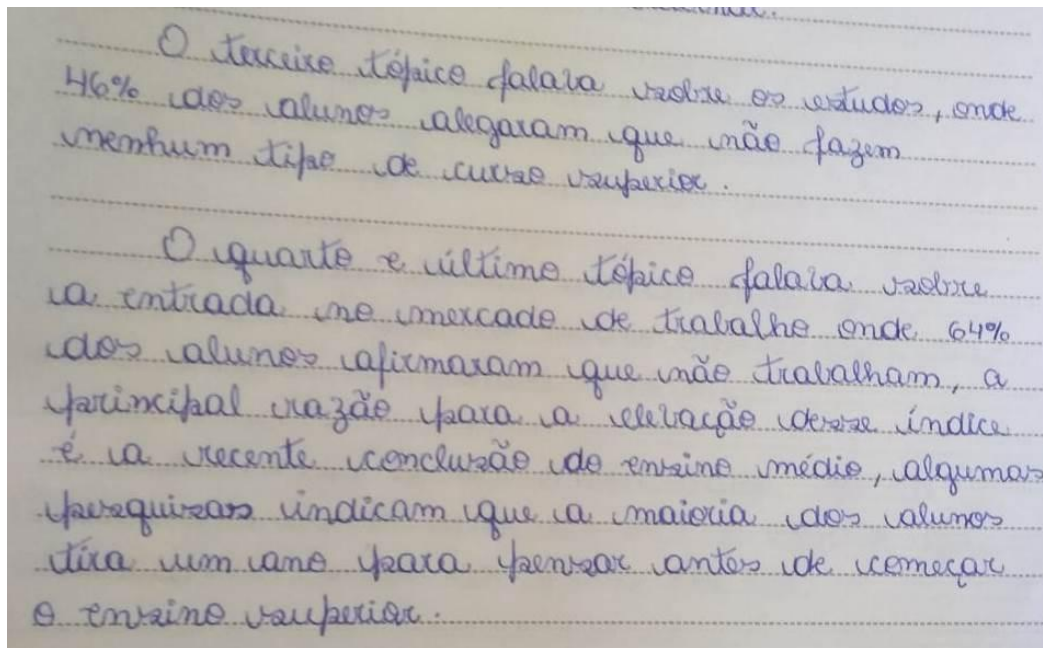 O terceiro tópico falava sobre os estudos, onde
46% dos alunos alegaram que não fazem
nenhum tipo de curso superior.
O quarto e último tópico falava sobre
a entrada no mercado de trabalho onde 64%
dos alunos afirmaram que não trabalham, a
principal razão para a elevação desse índice
é a recente conclusão do ensino médio, algumas
pesquisas indicam que a maioria dos alunos
tira um ano para pensar antes de começar
o ensino superior.